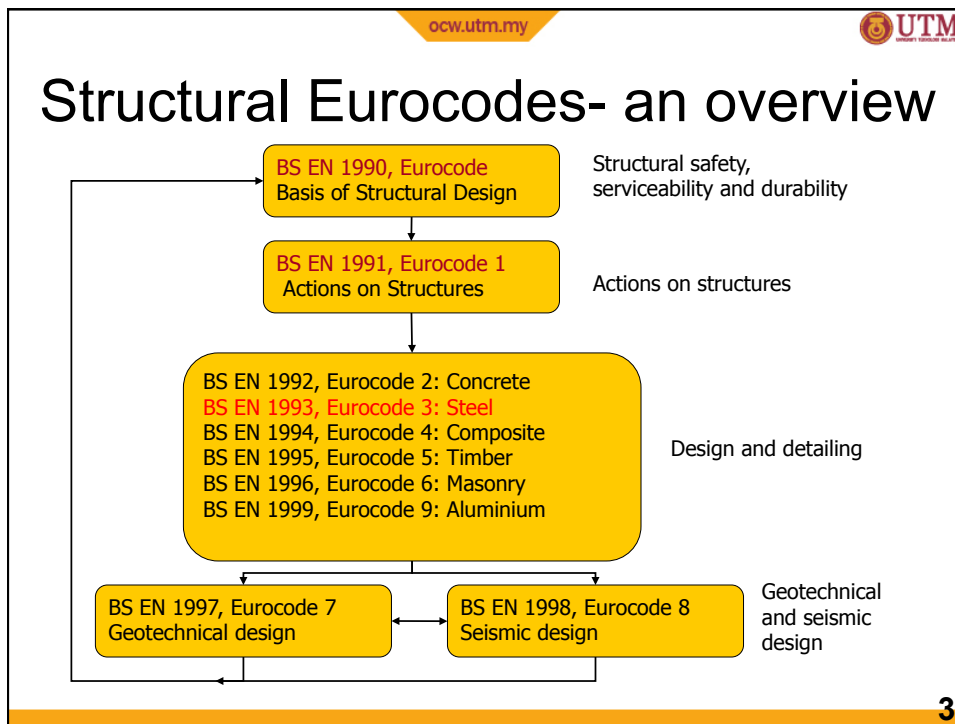 ocw.utm.my
UTM
UNIVERSITI TEKNOLOGI MALAYSIA
Structural Eurocodes- an overview
BS EN 1990, Eurocode
Basis of Structural Design
Structural safety,
serviceability and durability
BS EN 1991, Eurocode 1
Actions on Structures
Actions on structures
BS EN 1992, Eurocode 2: Concrete
BS EN 1993, Eurocode 3: Steel
BS EN 1994, Eurocode 4: Composite
BS EN 1995, Eurocode 5: Timber
BS EN 1996, Eurocode 6: Masonry
BS EN 1999, Eurocode 9: Aluminium
Design and detailing
BS EN 1997, Eurocode 7
Geotechnical design
BS EN 1998, Eurocode 8
Seismic design
Geotechnical
and seismic
design
3